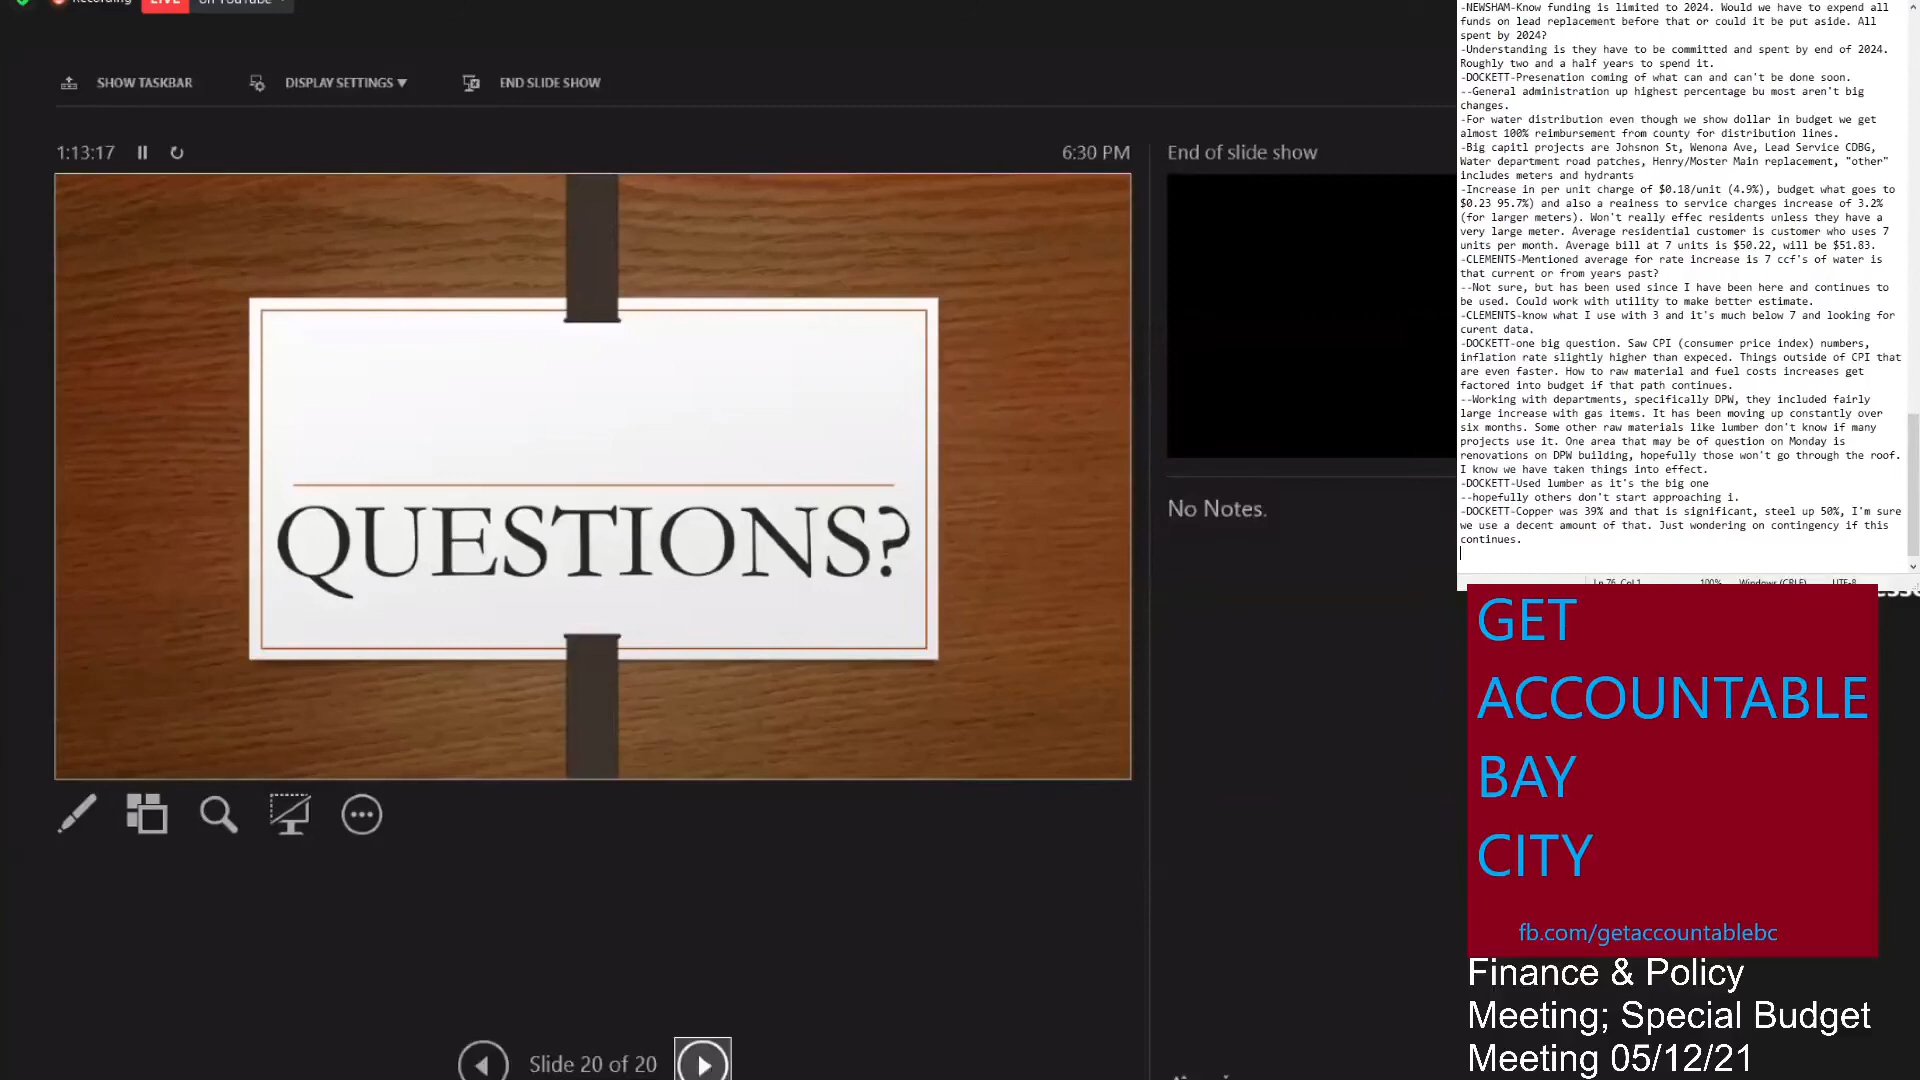 Recording
LIVE
on YouTube
SHOW TASKBAR
DISPLAY SETTINGS ▼
END SLIDE SHOW
1:13:17
6:30 PM
QUESTIONS?
Slide 20 of 20
End of slide show
No Notes.
-NEWSHAM-Know funding is limited to 2024. Would we have to expend all
funds on lead replacement before that or could it be put aside. All
spent by 2024?
-Understanding is they have to be committed and spent by end of 2024.
Roughly two and a half years to spend it.
-DOCKETT-Presenation coming of what can and can't be done soon.
--General administration up highest percentage bu most aren't big
changes.
-For water distribution even though we show dollar in budget we get
almost 100% reimbursement from county for distribution lines.
-Big capitl projects are Johsnon St, Wenona Ave, Lead Service CDBG,
Water department road patches, Henry/Moster Main replacement, "other"
includes meters and hydrants
-Increase in per unit charge of $0.18/unit (4.9%), budget what goes to
$0.23 95.7%) and also a reainess to service charges increase of 3.2%
(for larger meters). Won't really effec residents unless they have a
very large meter. Average residential customer is customer who uses 7
units per month. Average bill at 7 units is $50.22, will be $51.83.
-CLEMENTS-Mentioned average for rate increase is 7 ccf's of water is
that current or from years past?
--Not sure, but has been used since I have been here and continues to
be used. Could work with utility to make better estimate.
-CLEMENTS-know what I use with 3 and it's much below 7 and looking for
curent data.
-DOCKETT-one big question. Saw CPI (consumer price index) numbers,
inflation rate slightly higher than expeced. Things outside of CPI that
are even faster. How to raw material and fuel costs increases get
factored into budget if that path continues.
--Working with departments, specifically DPW, they included fairly
large increase with gas items. It has been moving up constantly over
six months. Some other raw materials like lumber don't know if many
projects use it. One area that may be of question on Monday is
renovations on DPW building, hopefully those won't go through the roof.
I know we have taken things into effect.
-DOCKETT-Used lumber as it's the big one
--hopefully others don't start approaching i.
-DOCKETT-Copper was 39% and that is significant, steel up 50%, I'm sure
we use a decent amount of that. Just wondering on contingency if this
continues.
Ln 76, Col 1
100%
Windows (CRLF)
UTF-8
GET
ACCOUNTABLE
BAY
CITY
fb.com/getaccountablebc
Finance & Policy
Meeting; Special Budget
Meeting 05/12/21